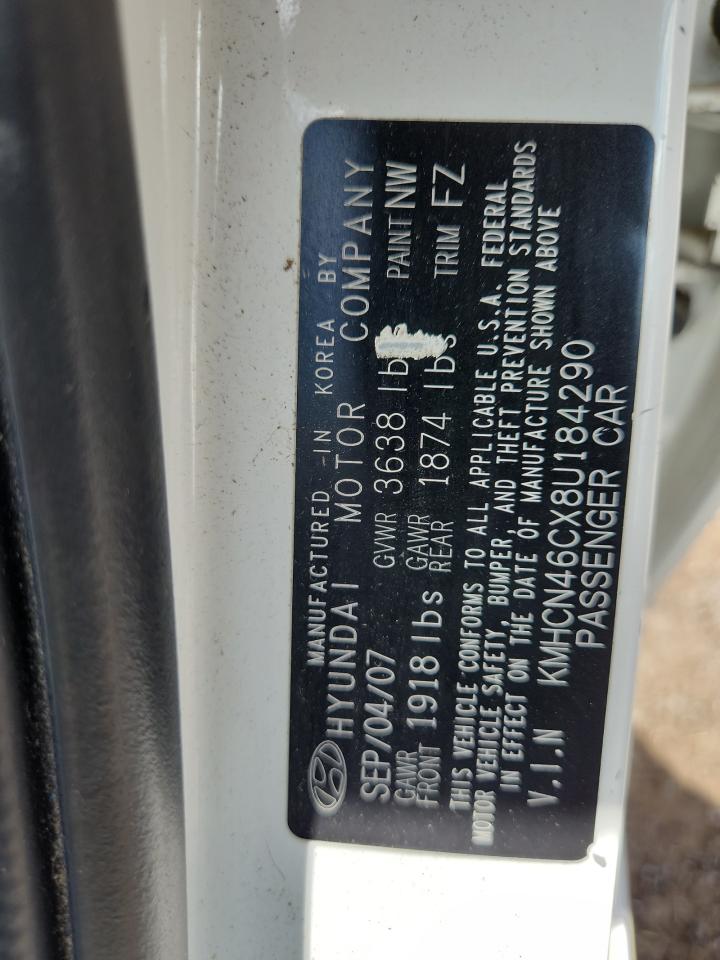 MANUFACTURED IN KOREA BY
HYUNDAI MOTOR COMPANY
SEP/04/07 GVWR 3638 lbs PAINT NW
GAWR FRONT 1918 lbs GAWR REAR 1874 lbs TRIM FZ
THIS VEHICLE CONFORMS TO ALL APPLICABLE U.S.A. FEDERAL
MOTOR VEHICLE SAFETY, BUMPER, AND THEFT PREVENTION STANDARDS
IN EFFECT ON THE DATE OF MANUFACTURE SHOWN ABOVE
V.I.N KMHCN46CX8U184290
PASSENGER CAR